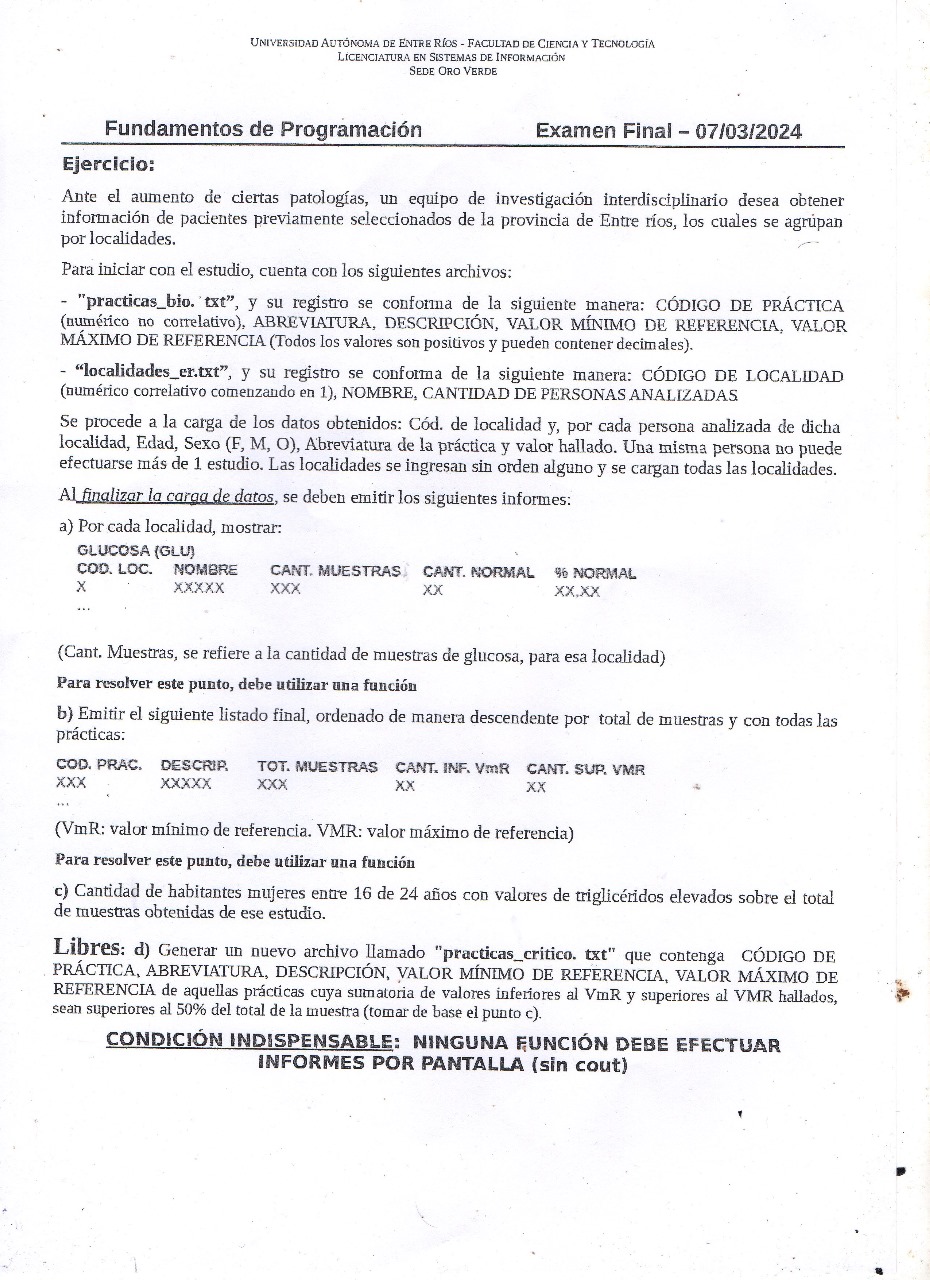 UNIVERSIDAD AUTÓNOMA DE ENTRE RÍOS - FACULTAD DE CIENCIA Y TECNOLOGÍA
LICENCIATURA EN SISTEMAS DE INFORMACIÓN
SEDE ORO VERDE
Fundamentos de Programación Examen Final – 07/03/2024
Ejercicio:
Ante el aumento de ciertas patologías, un equipo de investigación interdisciplinario desea obtener
información de pacientes previamente seleccionados de la provincia de Entre ríos, los cuales se agrupan
por localidades.
Para iniciar con el estudio, cuenta con los siguientes archivos:
- "practicas_bio. txt", y su registro se conforma de la siguiente manera: CÓDIGO DE PRÁCTICA
(numérico no correlativo), ABREVIATURA, DESCRIPCIÓN, VALOR MÍNIMO DE REFERENCIA, VALOR
MÁXIMO DE REFERENCIA (Todos los valores son positivos y pueden contener decimales).
- "localidades_er.txt", y su registro se conforma de la siguiente manera: CÓDIGO DE LOCALIDAD
(numérico correlativo comenzando en 1), NOMBRE, CANTIDAD DE PERSONAS ANALIZADAS
Se procede a la carga de los datos obtenidos: Cód. de localidad y, por cada persona analizada de dicha
localidad, Edad, Sexo (F, M, O), Abreviatura de la práctica y valor hallado. Una misma persona no puede
efectuarse más de 1 estudio. Las localidades se ingresan sin orden alguno y se cargan todas las localidades.
Al finalizar la carga de datos, se deben emitir los siguientes informes:
a) Por cada localidad, mostrar:
GLUCOSA (GLU)
COD. LOC. NOMBRE CANT. MUESTRAS CANT. NORMAL % NORMAL
X XXXXX XXX XX XX.XX
...
(Cant. Muestras, se refiere a la cantidad de muestras de glucosa, para esa localidad)
Para resolver este punto, debe utilizar una función
b) Emitir el siguiente listado final, ordenado de manera descendente por total de muestras y con todas las
prácticas:
COD. PRAC. DESCRIP. TOT. MUESTRAS CANT. INF. VmR CANT. SUP. VMR
XXX XXXXX XXX XX XX
...
(VmR: valor mínimo de referencia. VMR: valor máximo de referencia)
Para resolver este punto, debe utilizar una función
c) Cantidad de habitantes mujeres entre 16 de 24 años con valores de triglicéridos elevados sobre el total
de muestras obtenidas de ese estudio.
Libres: d) Generar un nuevo archivo llamado "practicas_critico. txt" que contenga CÓDIGO DE
PRÁCTICA, ABREVIATURA, DESCRIPCIÓN, VALOR MÍNIMO DE REFERENCIA, VALOR MÁXIMO DE
REFERENCIA de aquellas prácticas cuya sumatoria de valores inferiores al VmR y superiores al VMR hallados,
sean superiores al 50% del total de la muestra (tomar de base el punto c).
CONDICIÓN INDISPENSABLE: NINGUNA FUNCIÓN DEBE EFECTUAR
INFORMES POR PANTALLA (sin cout)